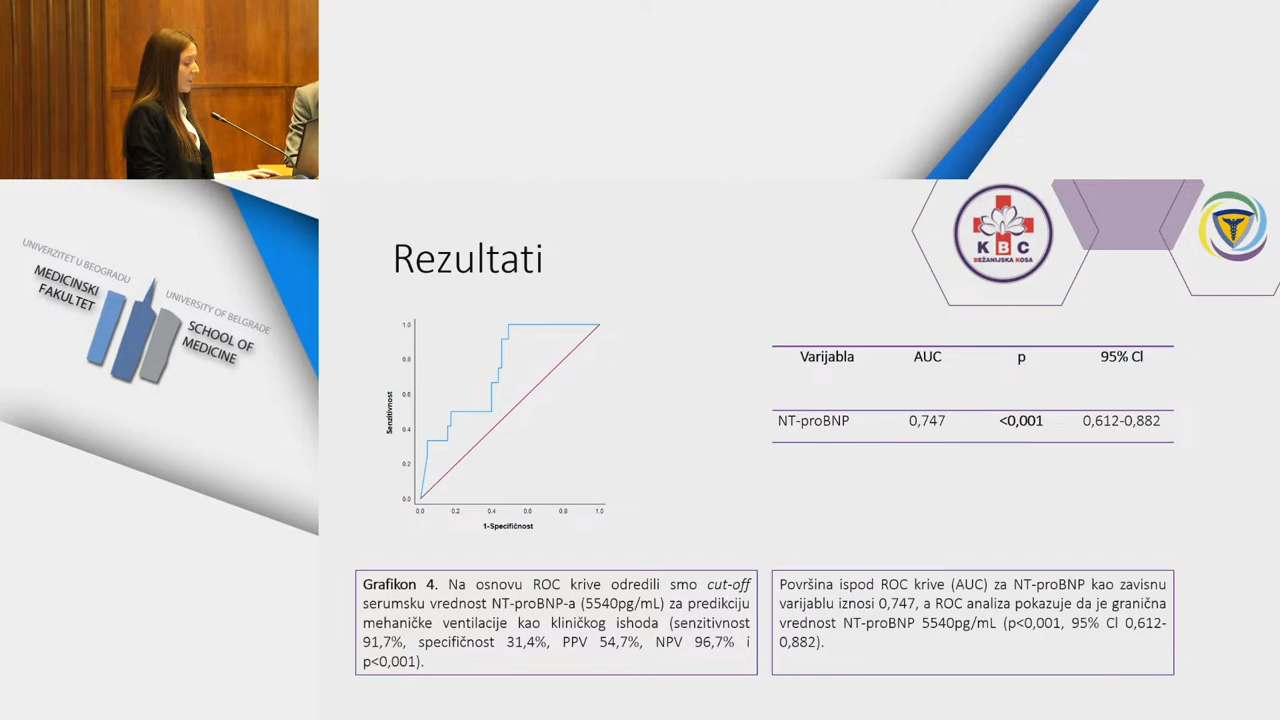 UNIVERZITET U BEOGRADU
MEDICINSKI
FAKULTET
UNIVERSITY OF BELGRADE
SCHOOL OF
MEDICINE
KBC
BEŽANIJSKA KOSA
Rezultati
Senzitivnost
1.0
0.8
0.6
0.4
0.2
0.0
0.0 0.2 0.4 0.6 0.8 1.0
1-Specifičnost
Varijabla AUC p 95% Cl
NT-proBNP 0,747 <0,001 0,612-0,882
Grafikon 4. Na osnovu ROC krive odredili smo cut-off
serumsku vrednost NT-proBNP-a (5540pg/mL) za predikciju
mehaničke ventilacije kao kliničkog ishoda (senzitivnost
91,7%, specifičnost 31,4%, PPV 54,7%, NPV 96,7% i
p<0,001).
Površina ispod ROC krive (AUC) za NT-proBNP kao zavisnu
varijablu iznosi 0,747, a ROC analiza pokazuje da je granična
vrednost NT-proBNP 5540pg/mL (p<0,001, 95% Cl 0,612-
0,882).